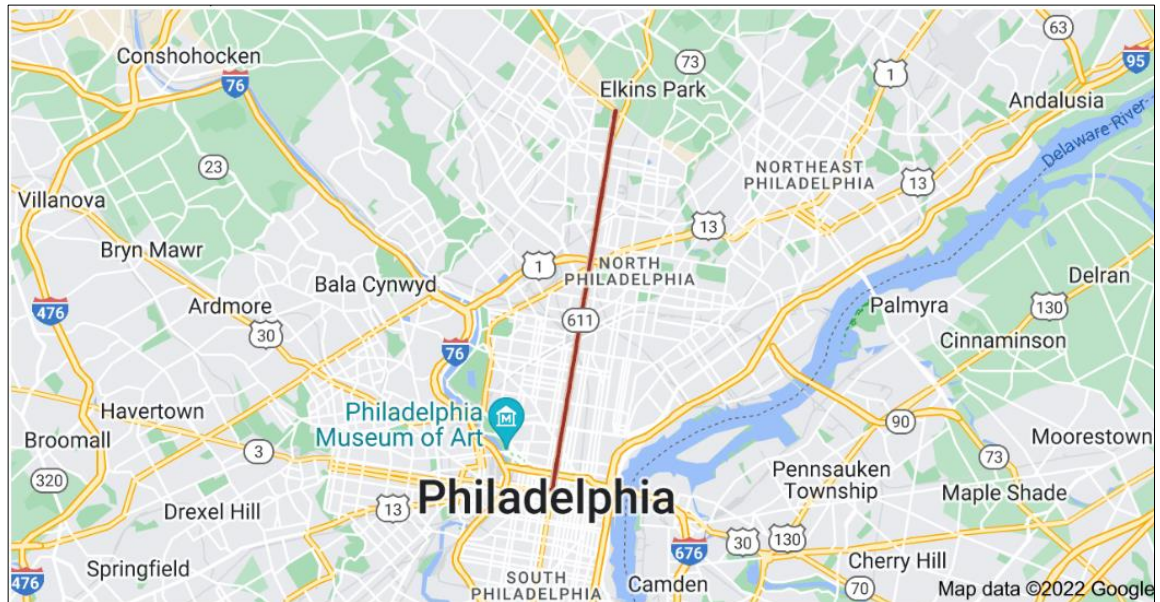 63
Conshohocken
73
1
95
76
Elkins Park
Andalusia
Delaware River
23
NORTHEAST
PHILADELPHIA
13
Villanova
13
Bryn Mawr
1
NORTH
PHILADELPHIA
Delran
Bala Cynwyd
476
Ardmore
Palmyra
130
30
611
Cinnaminson
76
Philadelphia
Museum of Art
Havertown
90
Broomall
3
Moorestown
73
320
Pennsauken
Township
Philadelphia
Maple Shade
Drexel Hill
13
30
130
676
Cherry Hill
Springfield
476
SOUTH
PHILADELPHIA
Camden
70
Map data ©2022 Google